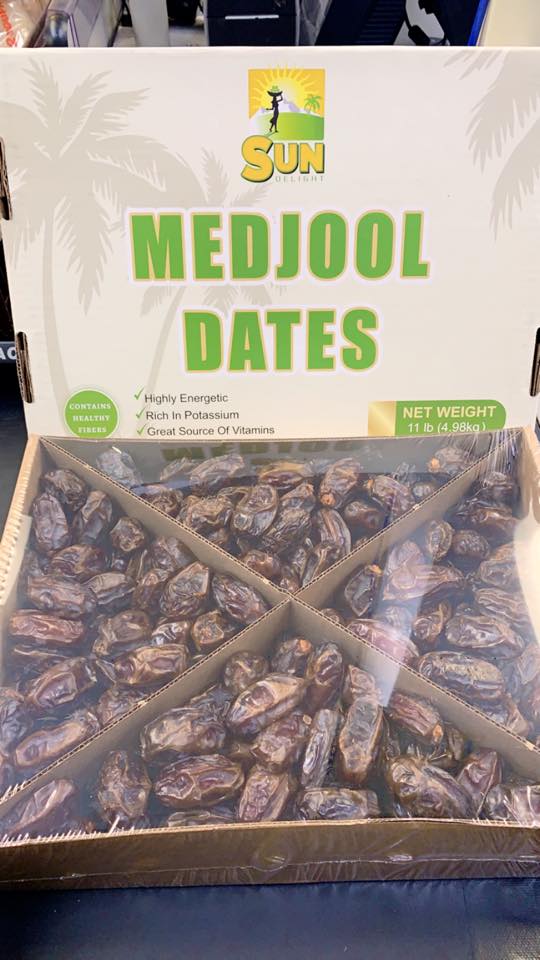 SUN
DELIGHT
MEDJOOL
DATES
CONTAINS
HEALTHY
FIBERS
✓Highly Energetic
✓Rich In Potassium
✓Great Source Of Vitamins
NET WEIGHT
11 lb (4.98kg)